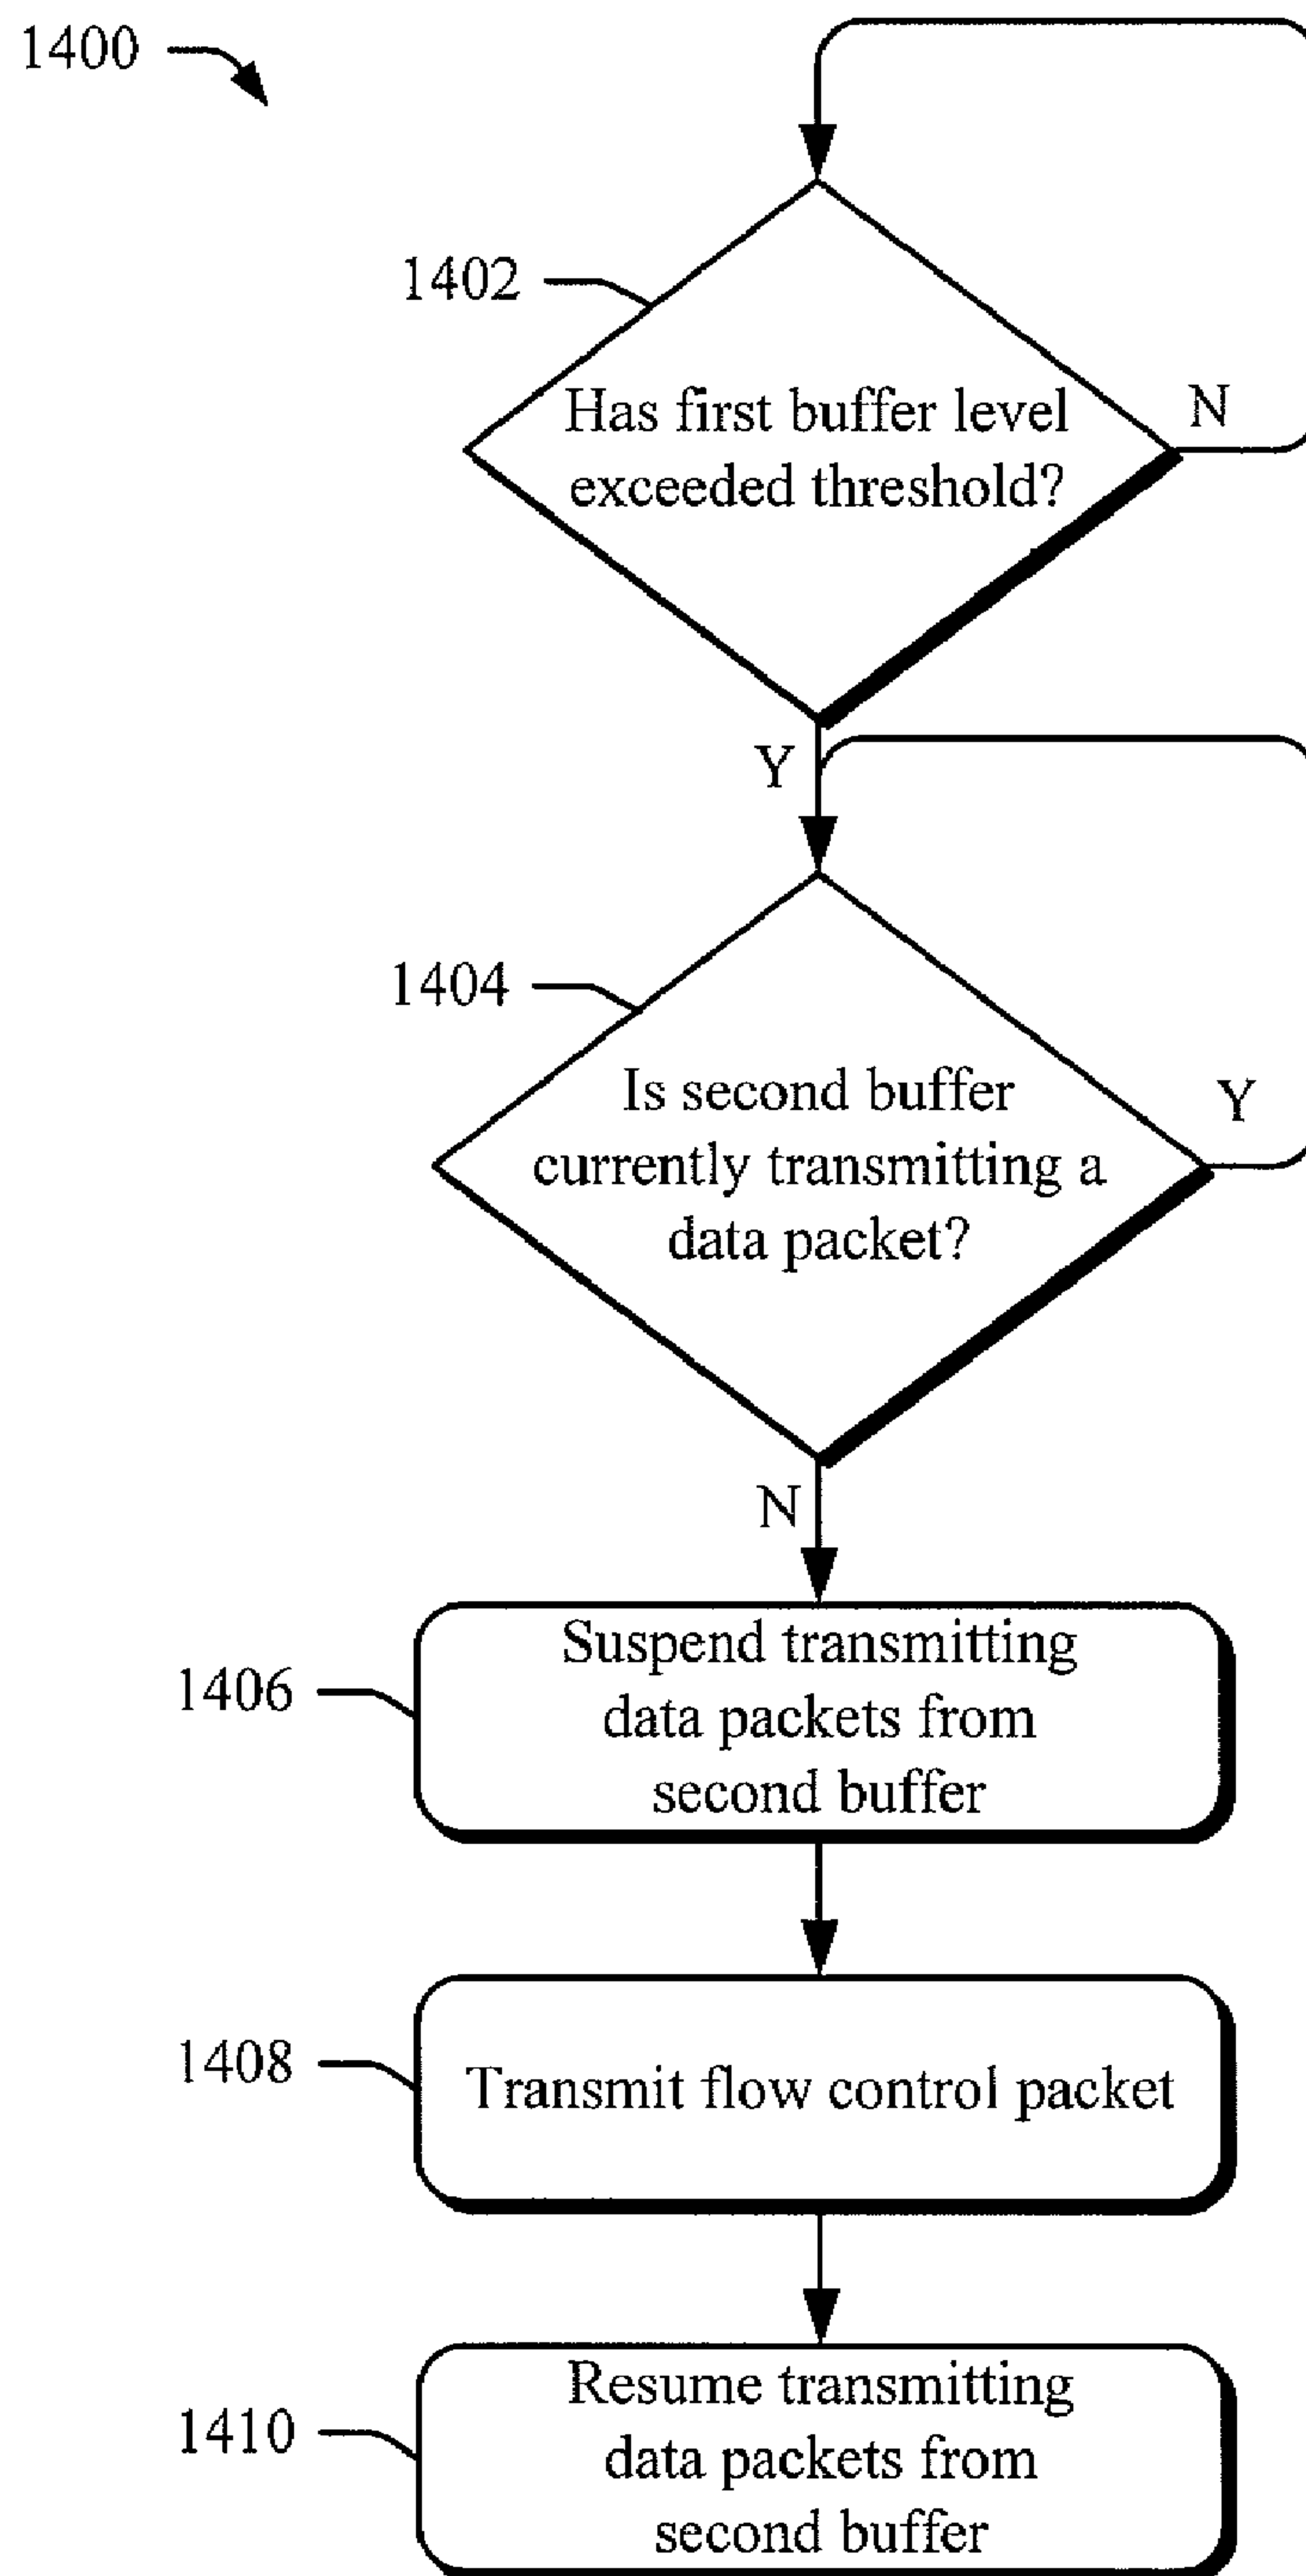 1400
1402
Has first buffer level
exceeded threshold?
N
Y
1404
Is second buffer
currently transmitting a
data packet?
Y
N
1406
Suspend transmitting
data packets from
second buffer
1408
Transmit flow control packet
1410
Resume transmitting
data packets from
second buffer